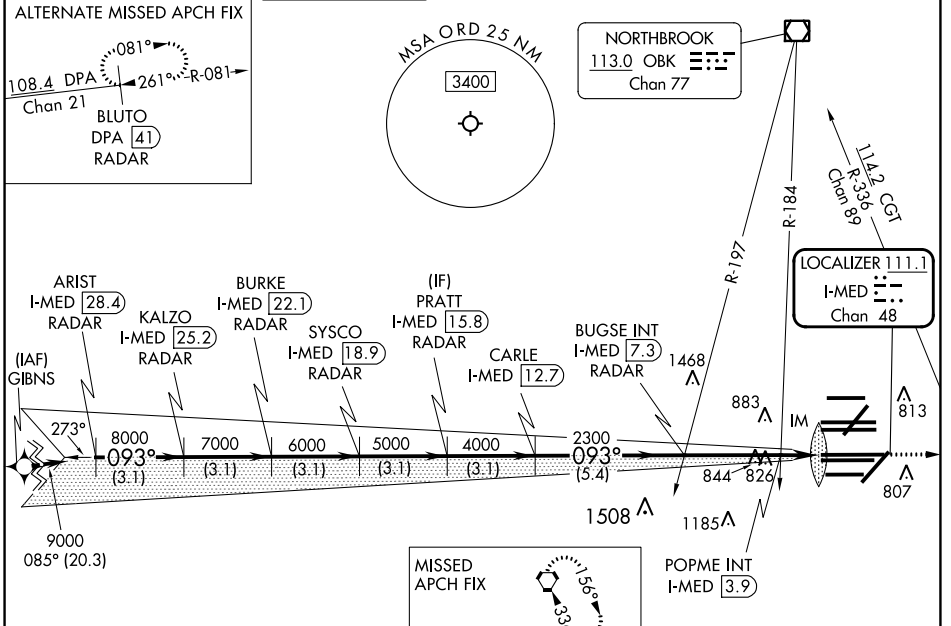 ALTERNATE MISSED APCH FIX
081°
108.4 DPA
261°
R-081
Chan 21
BLUTO
DPA 41
RADAR
MSA ORD 25 NM
3400
NORTHBROOK
113.0 OBK
Chan 77
114.2 CGT
R-336
Chan 89
R-197
R-184
LOCALIZER 111.1
I-MED
Chan 48
ARIST
I-MED 28.4
RADAR
KALZO
I-MED 25.2
RADAR
BURKE
I-MED 22.1
RADAR
SYSCO
I-MED 18.9
RADAR
(IF)
PRATT
I-MED 15.8
RADAR
CARLE
I-MED 12.7
BUGSE INT
I-MED 7.3
RADAR
1468
883
IM
813
(IAF)
GIBNS
273°
8000
093°
(3.1)
7000
(3.1)
6000
(3.1)
5000
(3.1)
4000
(3.1)
2300
093°
(5.4)
844
826
807
9000
085° (20.3)
1508
1185
POPME INT
I-MED 3.9
MISSED
APCH FIX
156°